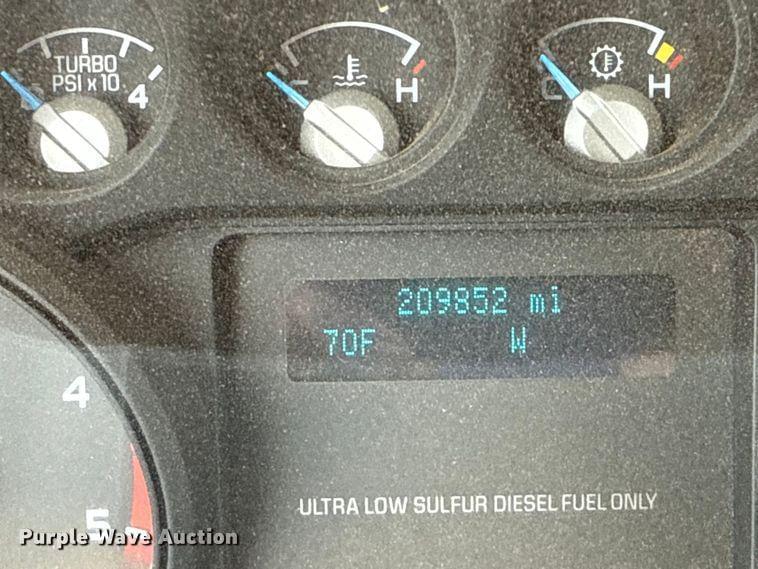 TURBO
PSI x 10
4
H
C
H
209852 mi
70F W
4
5
ULTRA LOW SULFUR DIESEL FUEL ONLY
Purple Wave Auction